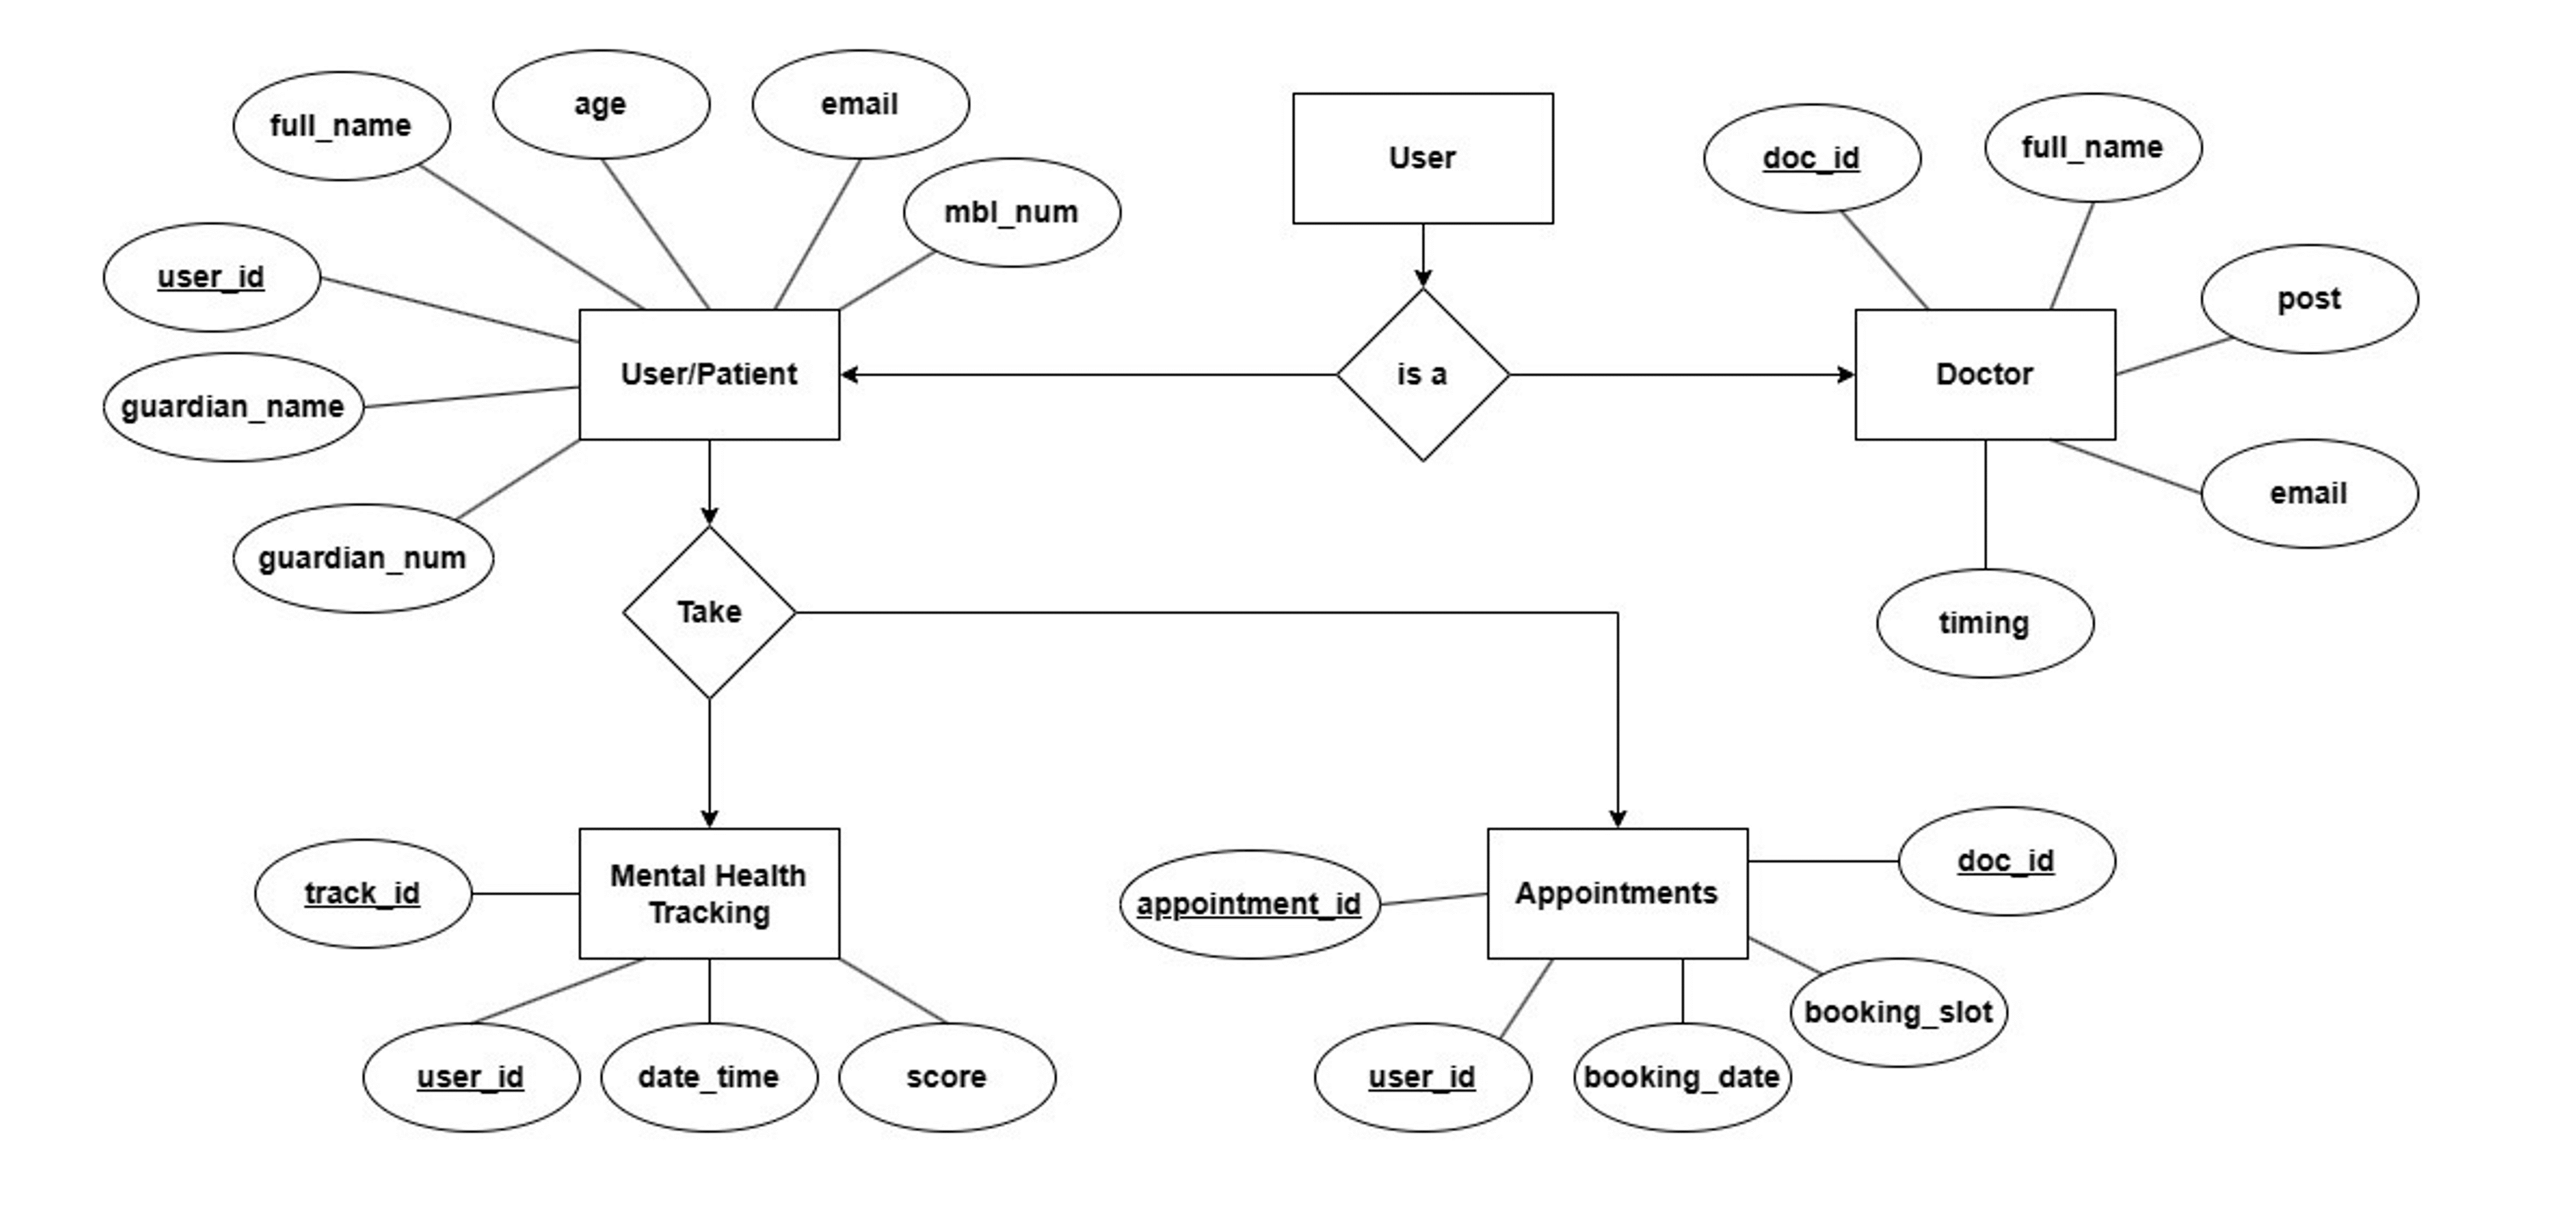 full_name
age
email
mbl_num
user_id
guardian_name
guardian_num
User/Patient
User
is a
doc_id
full_name
post
Doctor
email
timing
Take
track_id
Mental Health
Tracking
user_id
date_time
score
appointment_id
Appointments
doc_id
booking_slot
user_id
booking_date